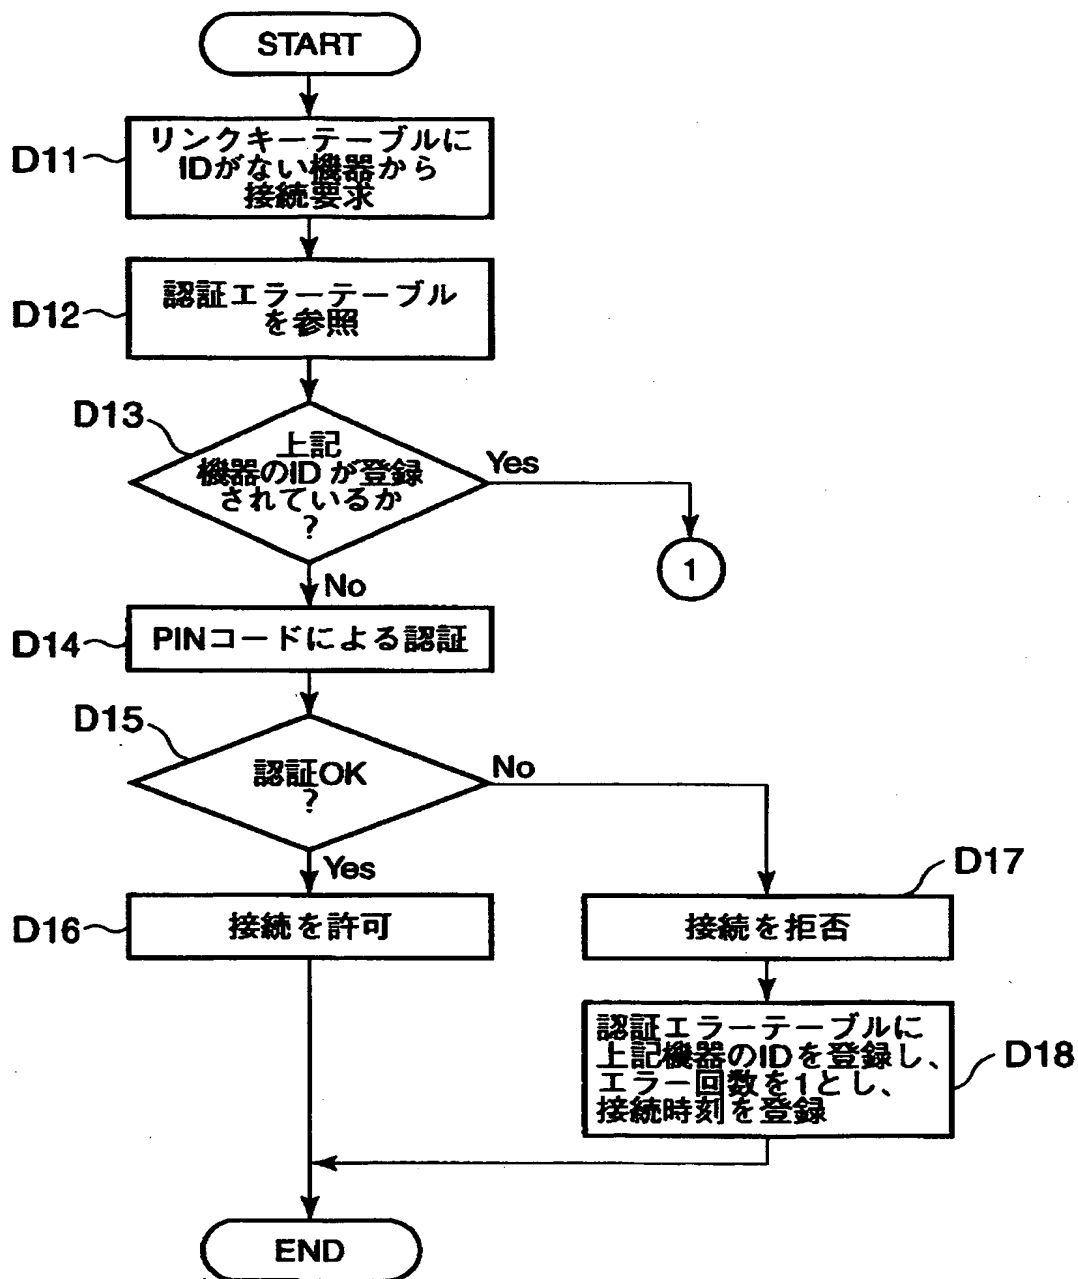 START
D11
リンクキーテーブルに
IDがない機器から
接続要求
D12
認証エラーテーブル
を参照
D13
上記
機器のIDが登録
されているか
?
Yes
1
No
D14
PINコードによる認証
D15
認証OK
?
No
Yes
D16
接続を許可
D17
接続を拒否
D18
認証エラーテーブルに
上記機器のIDを登録し、
エラー回数を1とし、
接続時刻を登録
END